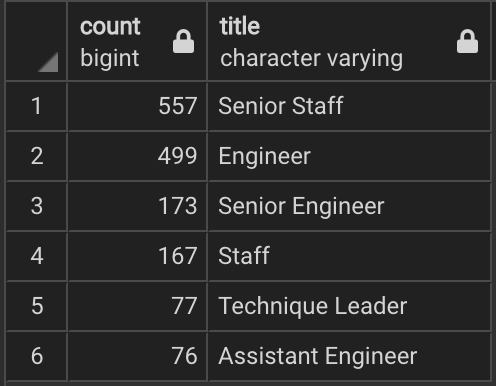 count title
bigint character varying
1 557 Senior Staff
2 499 Engineer
3 173 Senior Engineer
4 167 Staff
5 77 Technique Leader
6 76 Assistant Engineer